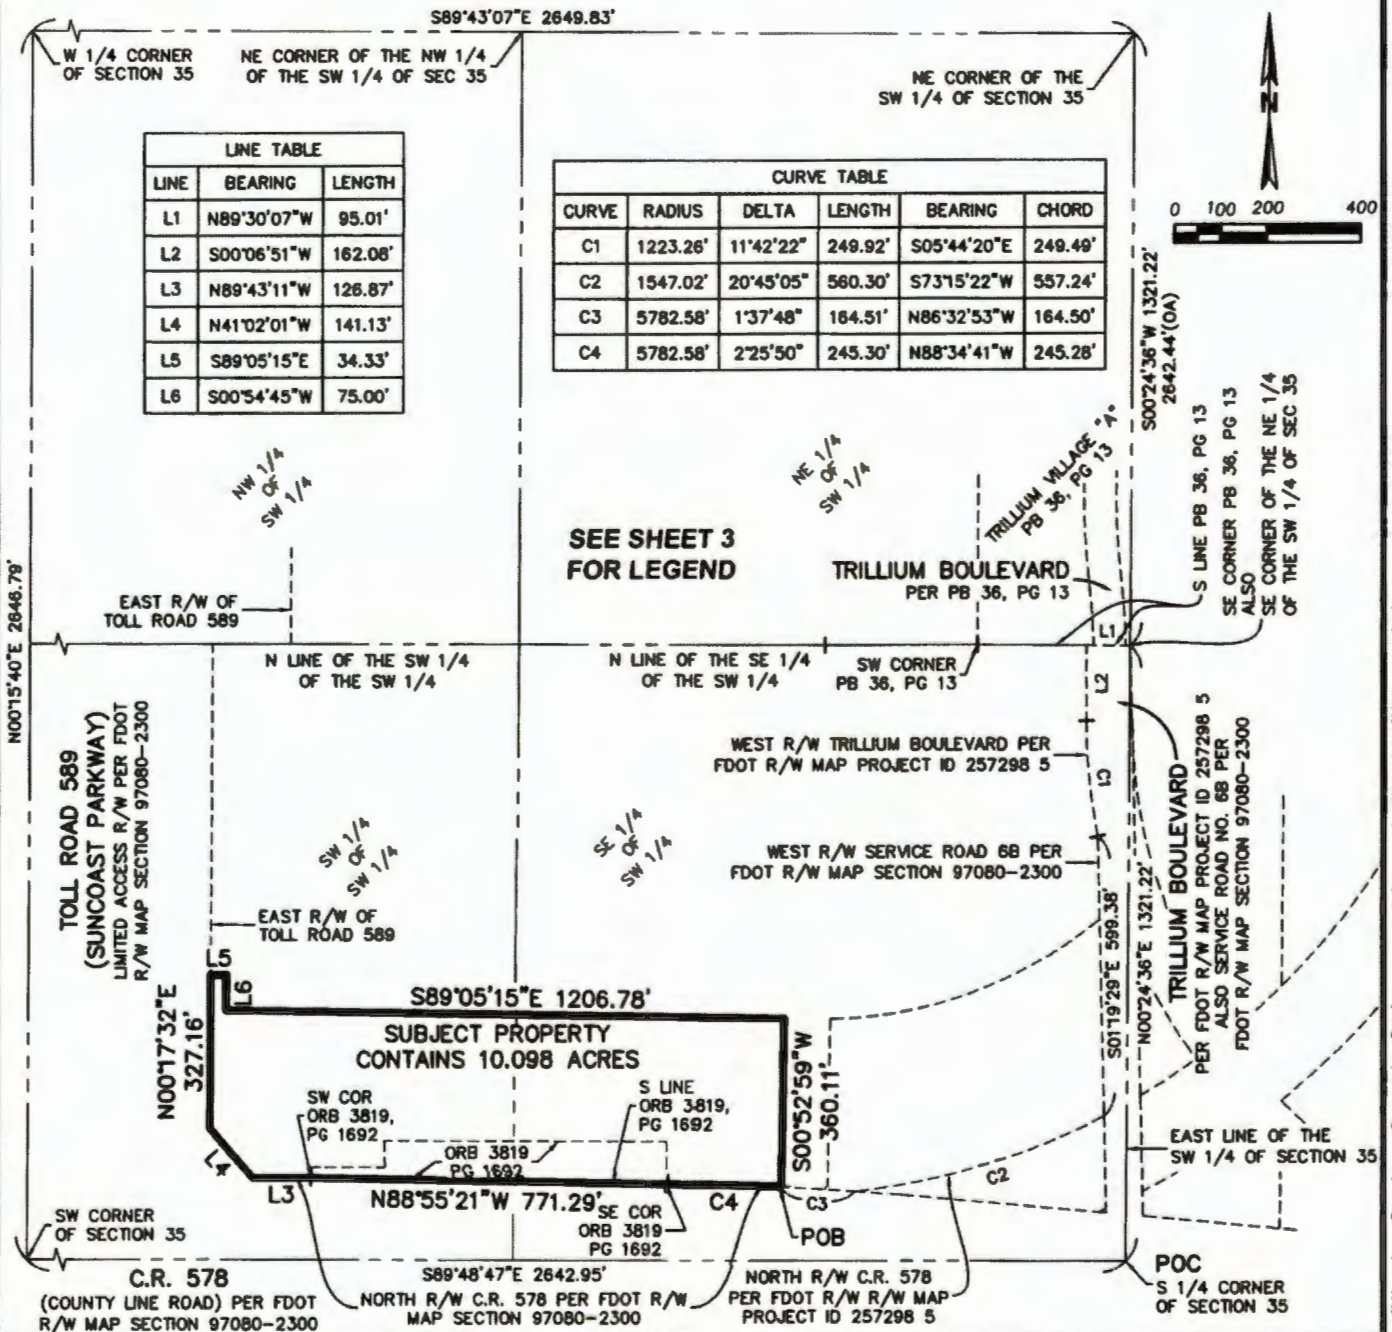 S89°43'07"E 2649.83'
W 1/4 CORNER
OF SECTION 35
NE CORNER OF THE NW 1/4
OF THE SW 1/4 OF SEC 35
NE CORNER OF THE
SW 1/4 OF SECTION 35
N
0 100 200 400
LINE TABLE
LINE BEARING LENGTH
L1 N89°30'07"W 95.01'
L2 S00°06'51"W 162.08'
L3 N89°43'11"W 126.87'
L4 N41°02'01"W 141.13'
L5 S89°05'15"E 34.33'
L6 S00°54'45"W 75.00'
CURVE TABLE
CURVE RADIUS DELTA LENGTH BEARING CHORD
C1 1223.26' 11°42'22" 249.92' S05°44'20"E 249.49'
C2 1547.02' 20°45'05" 560.30' S73°15'22"W 557.24'
C3 5782.58' 1°37'48" 164.51' N86°32'53"W 164.50'
C4 5782.58' 2°25'50" 245.30' N88°34'41"W 245.28'
S00°24'36"W 1321.22'
2642.44'(OA)
NW 1/4
OF
SW 1/4
NE 1/4
OF
SW 1/4
TRILLIUM VILLAGE "A"
PB 36, PG 13
S LINE PB 36, PG 13
SE CORNER PB 36, PG 13
ALSO
SE CORNER OF THE NE 1/4
OF THE SW 1/4 OF SEC 35
SEE SHEET 3
FOR LEGEND
TRILLIUM BOULEVARD
PER PB 36, PG 13
EAST R/W OF
TOLL ROAD 589
N00°15'40"E 2646.79'
L1
N LINE OF THE SW 1/4
OF THE SW 1/4
N LINE OF THE SE 1/4
OF THE SW 1/4
SW CORNER
PB 36, PG 13
L2
TOLL ROAD 589
(SUNCOAST PARKWAY)
LIMITED ACCESS R/W PER FDOT
R/W MAP SECTION 97080-2300
WEST R/W TRILLIUM BOULEVARD PER
FDOT R/W MAP PROJECT ID 257298 5
C1
TRILLIUM BOULEVARD
PER FDOT R/W MAP PROJECT ID 257298 5
ALSO SERVICE ROAD NO. 6B PER
FDOT R/W MAP SECTION 97080-2300
SW 1/4
OF
SW 1/4
SE 1/4
OF
SW 1/4
WEST R/W SERVICE ROAD 6B PER
FDOT R/W MAP SECTION 97080-2300
EAST R/W OF
TOLL ROAD 589
S01°19'29"E 599.38'
N00°24'36"E 1321.22'
L5
L6
S89°05'15"E 1206.78'
SUBJECT PROPERTY
CONTAINS 10.098 ACRES
N00°17'32"E
327.16'
S00°52'59"W
360.11'
SW COR
ORB 3819,
PG 1692
S LINE
ORB 3819,
PG 1692
ORB 3819
PG 1692
EAST LINE OF THE
SW 1/4 OF SECTION 35
L4
L3
N88°55'21"W 771.29'
SE COR
ORB 3819
PG 1692
C4
C3
C2
POB
SW CORNER
OF SECTION 35
S89°48'47"E 2642.95'
POC
S 1/4 CORNER
OF SECTION 35
C.R. 578
(COUNTY LINE ROAD) PER FDOT
R/W MAP SECTION 97080-2300
NORTH R/W C.R. 578 PER FDOT R/W
MAP SECTION 97080-2300
NORTH R/W C.R. 578
PER FDOT R/W R/W MAP
PROJECT ID 257298 5